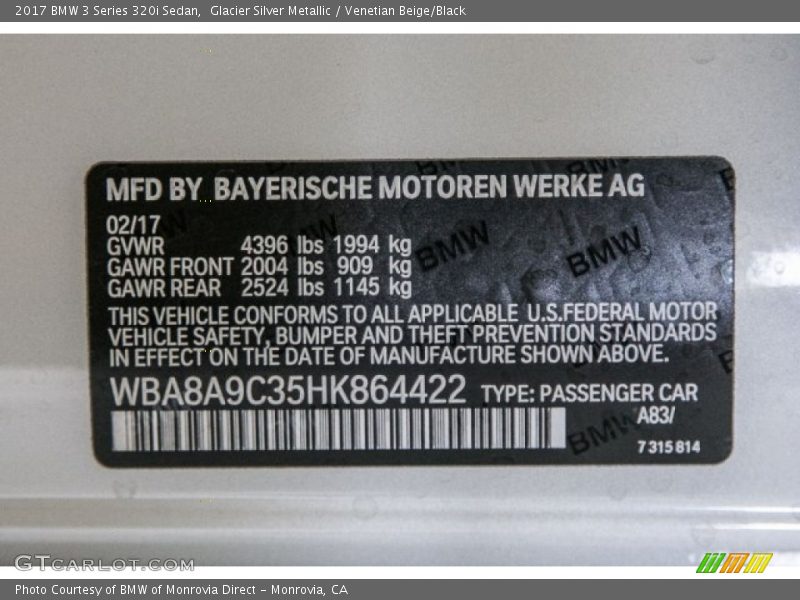 2017 BMW 3 Series 320i Sedan, Glacier Silver Metallic / Venetian Beige/Black
MFD BY BAYERISCHE MOTOREN WERKE AG
02/17
GVWR 4396 lbs 1994 kg
GAWR FRONT 2004 lbs 909 kg
GAWR REAR 2524 lbs 1145 kg
BMW
BMW
THIS VEHICLE CONFORMS TO ALL APPLICABLE U.S.FEDERAL MOTOR
VEHICLE SAFETY, BUMPER AND THEFT PREVENTION STANDARDS
IN EFFECT ON THE DATE OF MANUFACTURE SHOWN ABOVE.
WBA8A9C35HK864422 TYPE: PASSENGER CAR
A83/
BMW
7315814
GTCARLOT.COM
Photo Courtesy of BMW of Monrovia Direct - Monrovia, CA